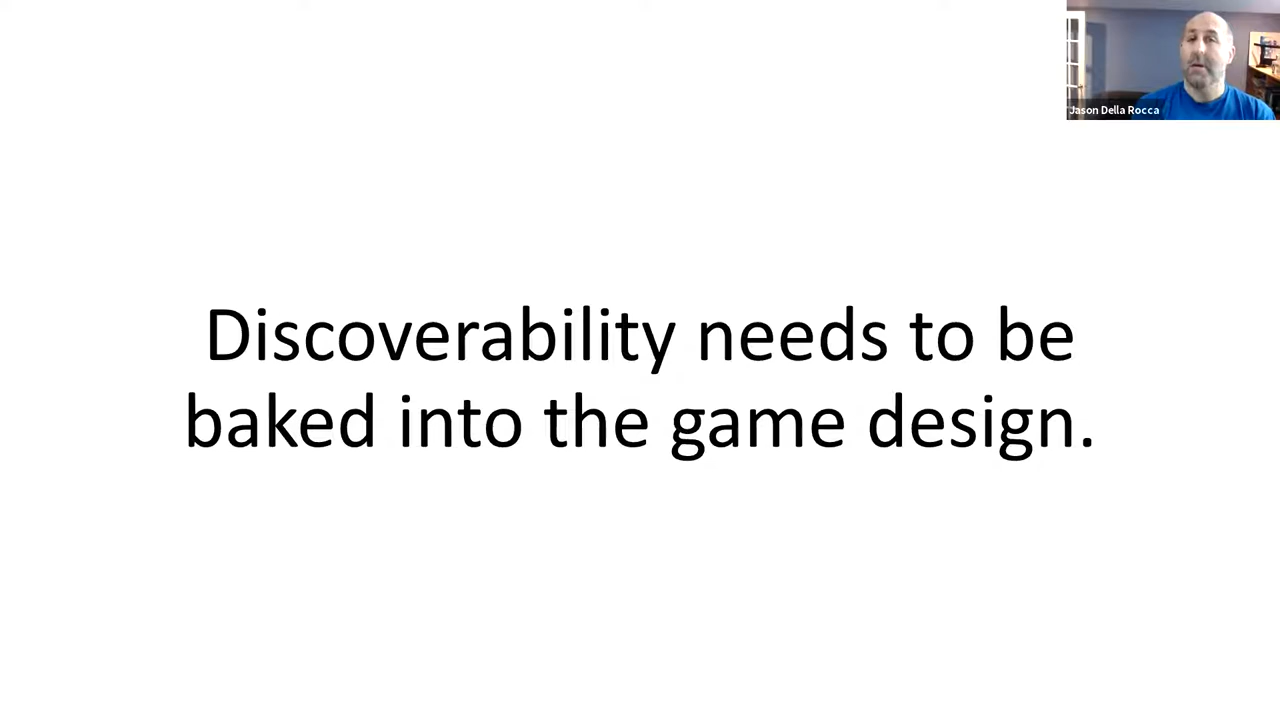 Jason Della Rocca
Discoverability needs to be
baked into the game design.